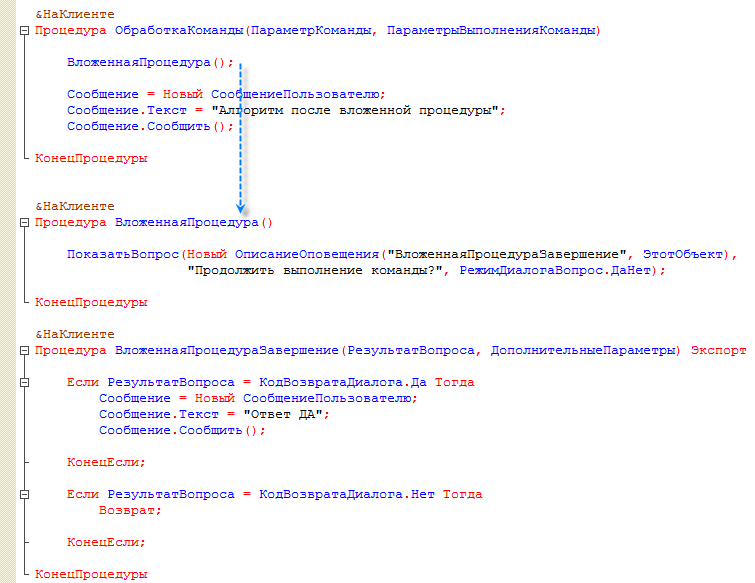 &НаКлиенте
Процедура ОбработкаКоманды(ПараметрКоманды, ПараметрыВыполненияКоманды)
ВложеннаяПроцедура();
Сообщение = Новый СообщениеПользователю;
Сообщение.Текст = "Алгоритм после вложенной процедуры";
Сообщение.Сообщить();
КонецПроцедуры
&НаКлиенте
Процедура ВложеннаяПроцедура()
ПоказатьВопрос(Новый ОписаниеОповещения("ВложеннаяПроцедураЗавершение", ЭтотОбъект),
"Продолжить выполнение команды?", РежимДиалогаВопрос.ДаНет);
КонецПроцедуры
&НаКлиенте
Процедура ВложеннаяПроцедураЗавершение(РезультатВопроса, ДополнительныеПараметры) Экспорт
Если РезультатВопроса = КодВозвратаДиалога.Да Тогда
Сообщение = Новый СообщениеПользователю;
Сообщение.Текст = "Ответ ДА";
Сообщение.Сообщить();
КонецЕсли;
Если РезультатВопроса = КодВозвратаДиалога.Нет Тогда
Возврат;
КонецЕсли;
КонецПроцедуры